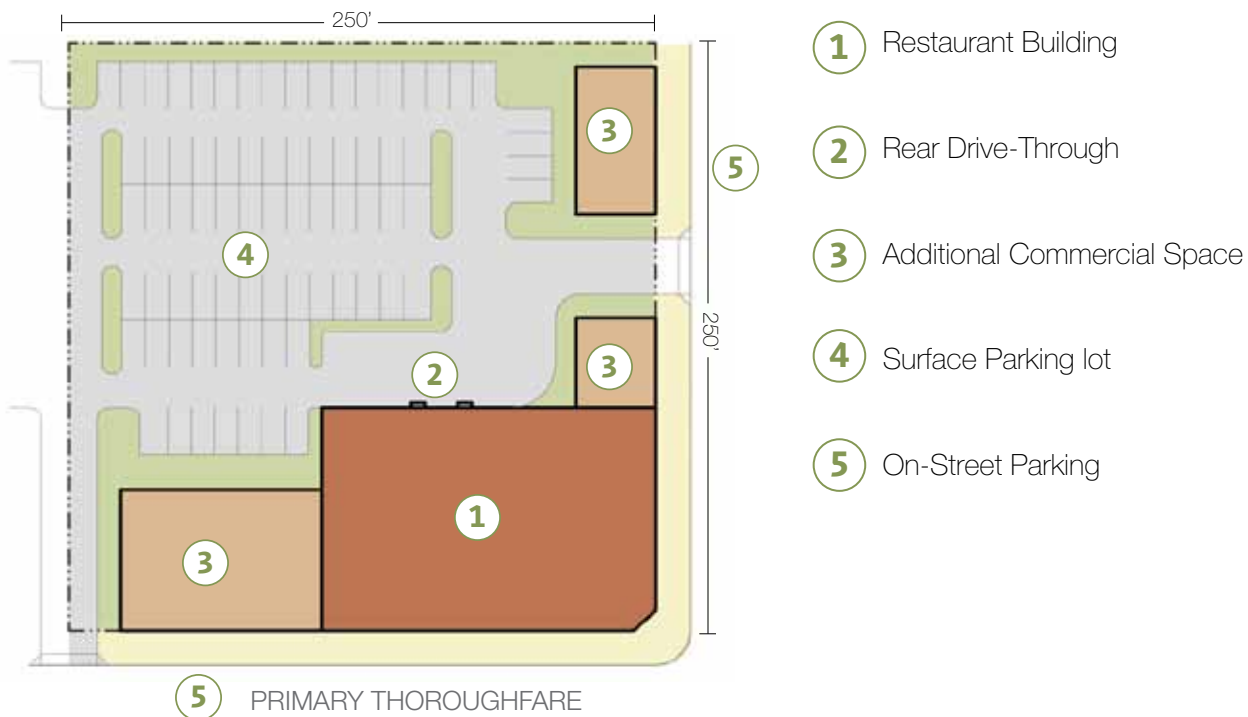 250'
1 Restaurant Building
2 Rear Drive-Through
3 Additional Commercial Space
4 Surface Parking lot
5 On-Street Parking
3
5
4
250'
3
2
1
3
5 PRIMARY THOROUGHFARE